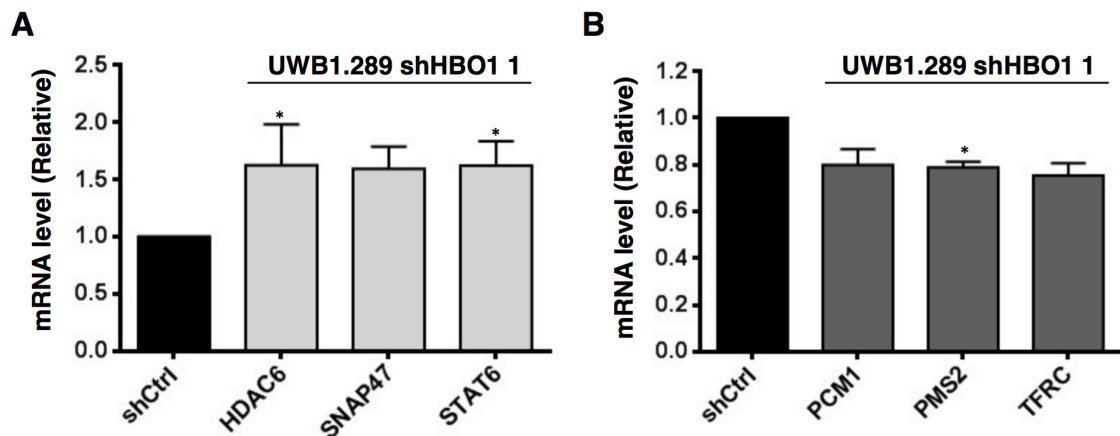 A
UWB1.289 shHBO1 1
mRNA level (Relative)
2.5
2.0
1.5
1.0
0.5
0.0
*
*
shCtrl
HDAC6
SNAP47
STAT6
B
UWB1.289 shHBO1 1
mRNA level (Relative)
1.2
1.0
0.8
0.6
0.4
0.2
0.0
*
shCtrl
PCM1
PMS2
TFRC